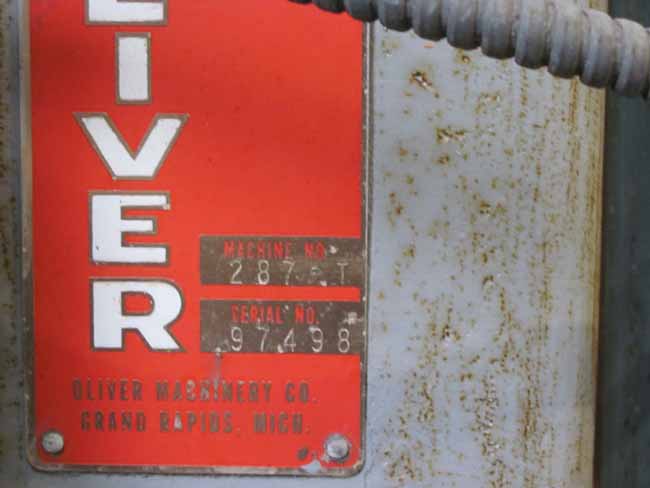 LIVER
MACHINE NO.
287-T
SERIAL NO.
97498
OLIVER MACHINERY CO.
GRAND RAPIDS, MICH.